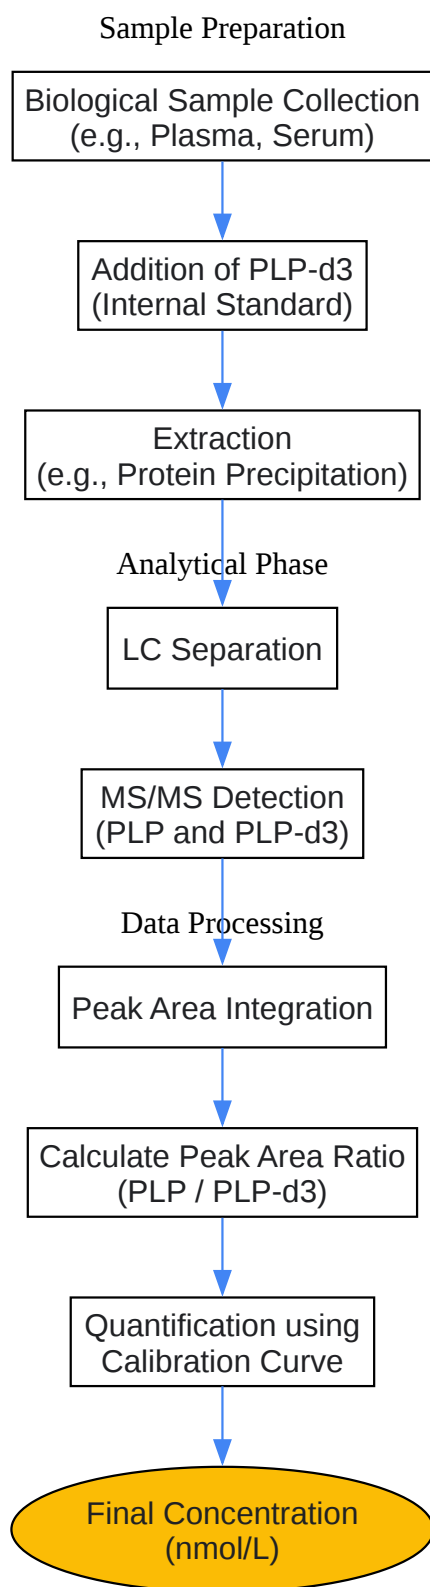 Sample Preparation
Biological Sample Collection
(e.g., Plasma, Serum)
Addition of PLP-d3
(Internal Standard)
Extraction
(e.g., Protein Precipitation)
Analytical Phase
LC Separation
MS/MS Detection
(PLP and PLP-d3)
Data Processing
Peak Area Integration
Calculate Peak Area Ratio
(PLP / PLP-d3)
Quantification using
Calibration Curve
Final Concentration
(nmol/L)